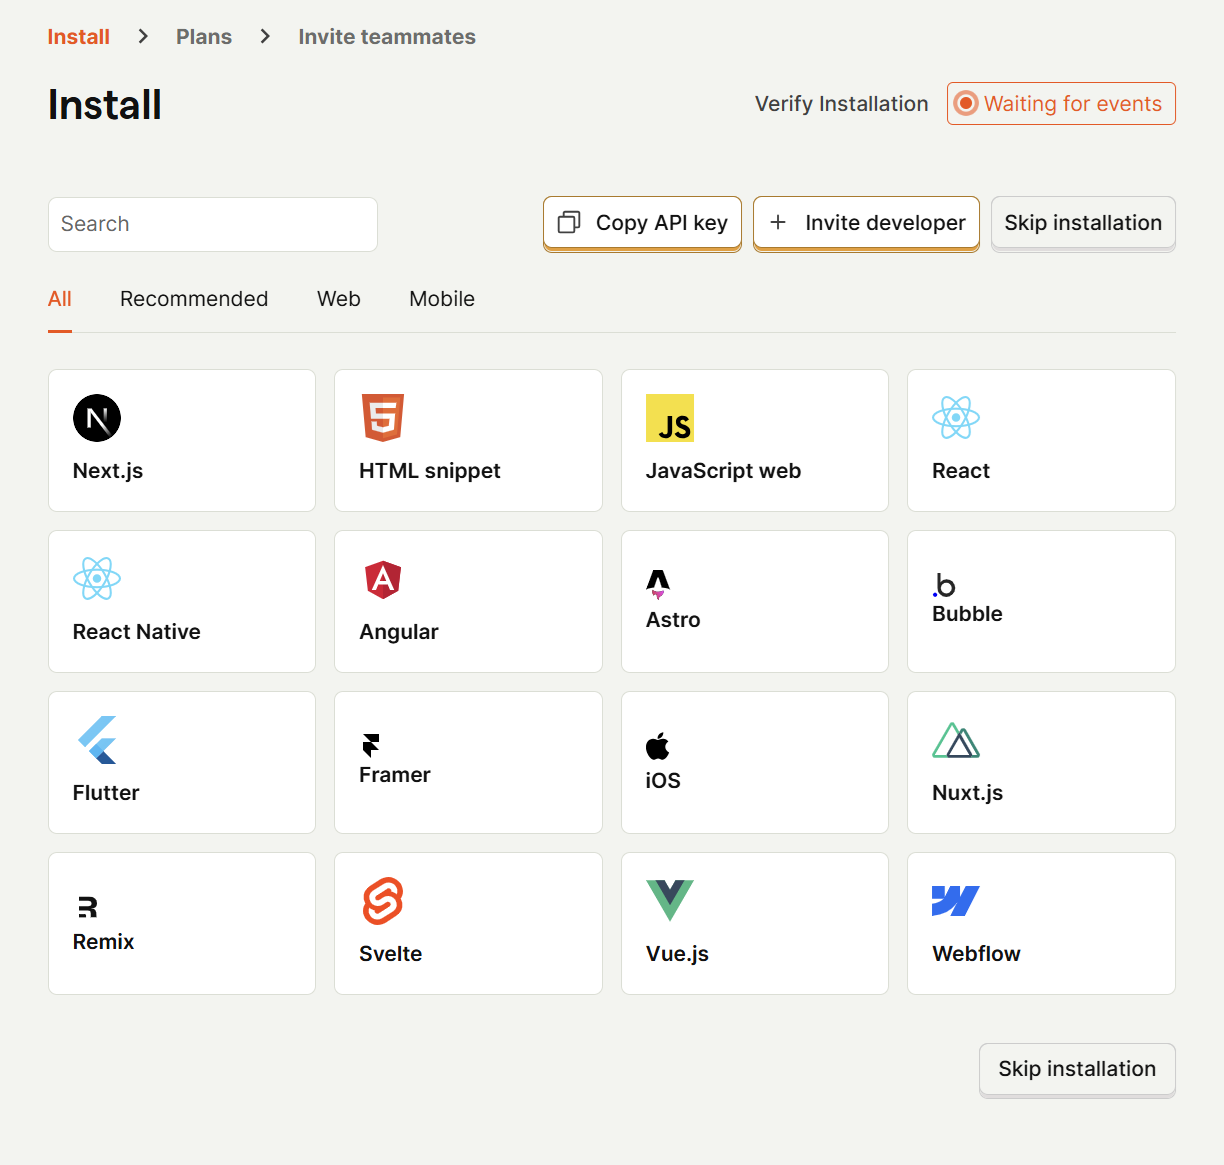 Install > Plans > Invite teammates
Install
Verify Installation
Waiting for events
Search
Copy API key
+ Invite developer
Skip installation
All
Recommended
Web
Mobile
N
Next.js
5
HTML snippet
JS
JavaScript web
React
React Native
A
Angular
Astro
.b
Bubble
Flutter
Framer
iOS
Nuxt.js
R
Remix
Svelte
Vue.js
Webflow
Skip installation